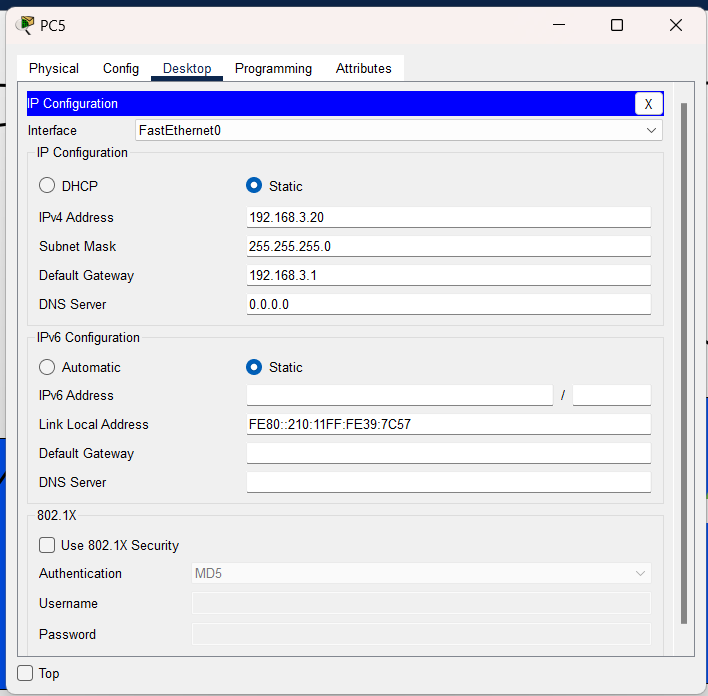 PC5
Physical Config Desktop Programming Attributes
IP Configuration X
Interface FastEthernet0
IP Configuration
DHCP Static
IPv4 Address 192.168.3.20
Subnet Mask 255.255.255.0
Default Gateway 192.168.3.1
DNS Server 0.0.0.0
IPv6 Configuration
Automatic Static
IPv6 Address /
Link Local Address FE80::210:11FF:FE39:7C57
Default Gateway
DNS Server
802.1X
Use 802.1X Security
Authentication MD5
Username
Password
Top